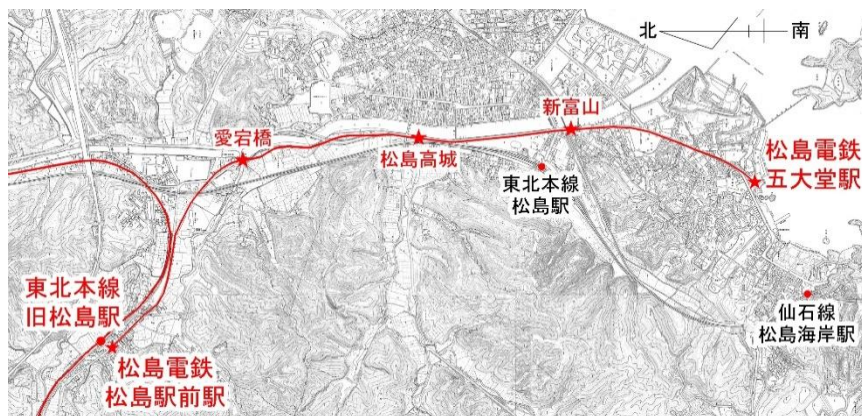 北
南
新富山
愛宕橋
松島高城
松島電鉄
五大堂駅
東北本線
松島駅
東北本線
旧松島駅
仙石線
松島海岸駅
松島電鉄
松島駅前駅